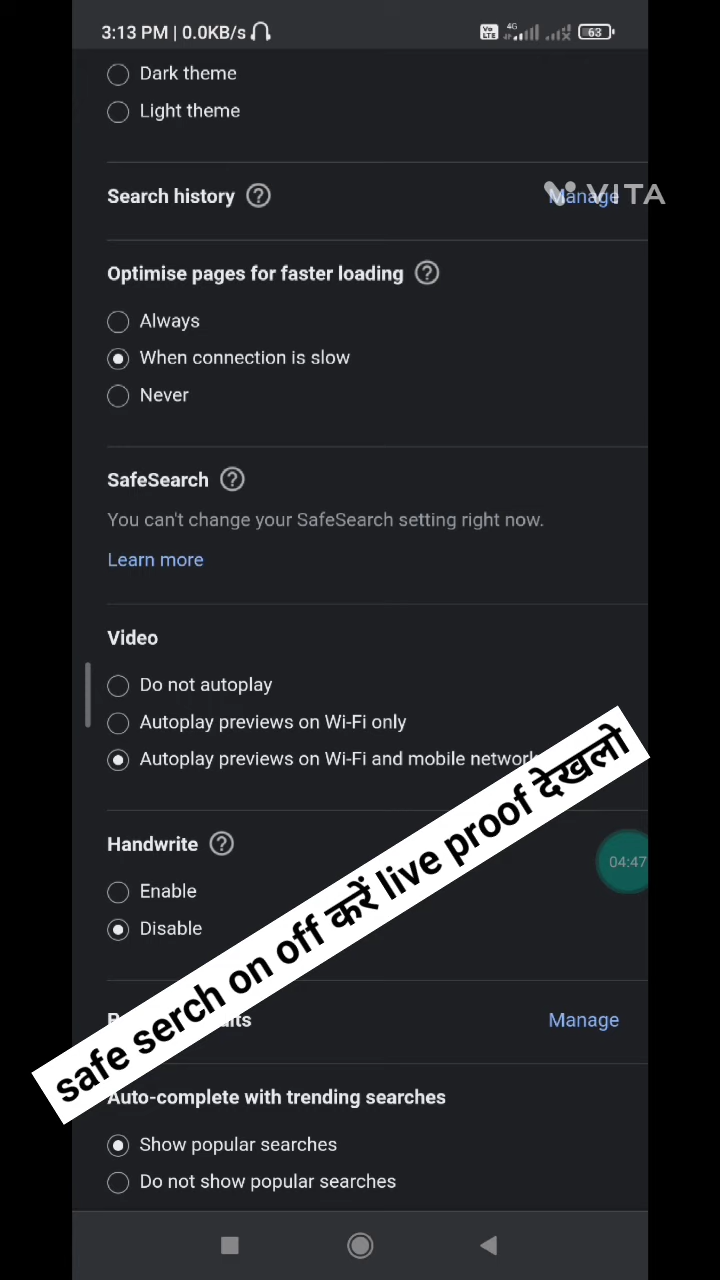 3:13 PM | 0.0KB/s
Vo LTE 4G 63
Dark theme
Light theme
Search history Manage
VITA
Optimise pages for faster loading
Always
When connection is slow
Never
SafeSearch
You can't change your SafeSearch setting right now.
Learn more
Video
Do not autoplay
Autoplay previews on Wi-Fi only
Autoplay previews on Wi-Fi and mobile network
Handwrite
04:47
Enable
Disable
safe serch on off करें live proof देखलो
Manage
Auto-complete with trending searches
Show popular searches
Do not show popular searches